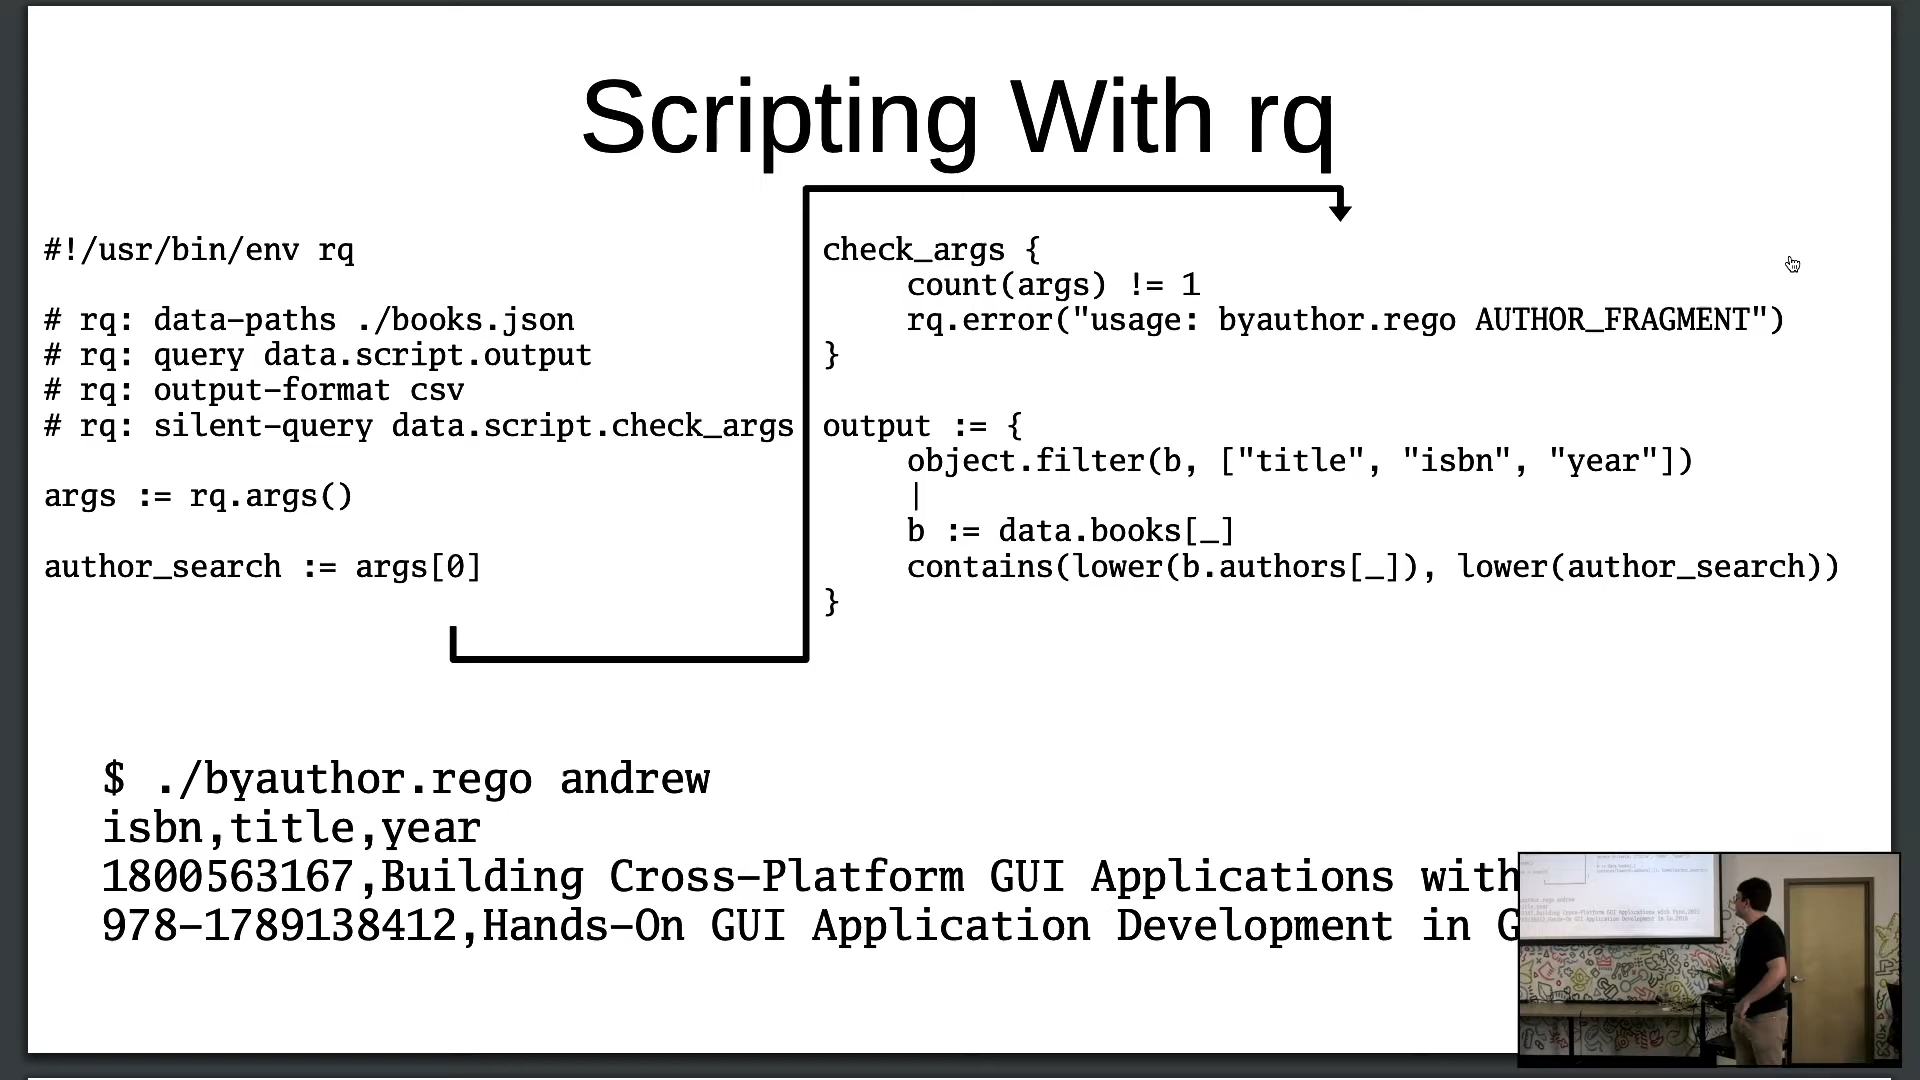 Scripting With rq
#!/usr/bin/env rq
# rq: data-paths ./books.json
# rq: query data.script.output
# rq: output-format csv
# rq: silent-query data.script.check_args
args := rq.args()
author_search := args[0]
check_args {
count(args) != 1
rq.error("usage: byauthor.rego AUTHOR_FRAGMENT")
}
output := {
object.filter(b, ["title", "isbn", "year"])
|
b := data.books[_]
contains(lower(b.authors[_]), lower(author_search))
}
$ ./byauthor.rego andrew
isbn,title,year
1800563167,Building Cross-Platform GUI Applications with
978-1789138412,Hands-On GUI Application Development in G